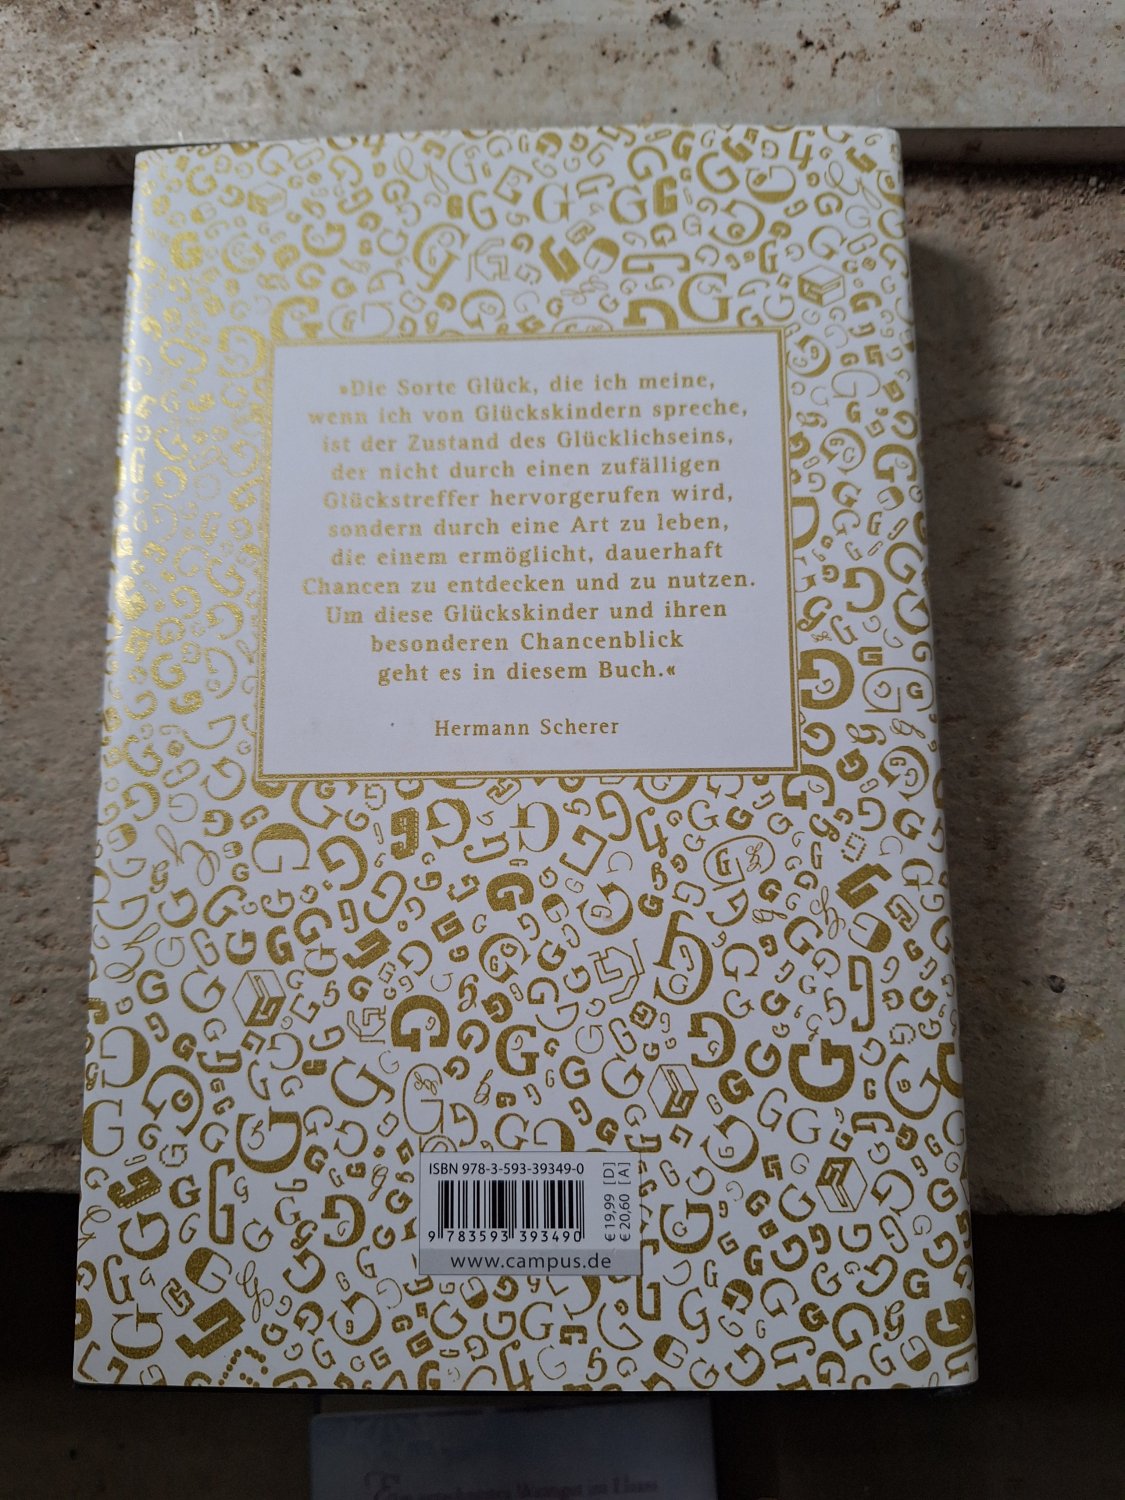 »Die Sorte Glück, die ich meine,
wenn ich von Glückskindern spreche,
ist der Zustand des Glücklichseins,
der nicht durch einen zufälligen
Glückstreffer hervorgerufen wird,
sondern durch eine Art zu leben,
die einem ermöglicht, dauerhaft
Chancen zu entdecken und zu nutzen.
Um diese Glückskinder und ihren
besonderen Chancenblick
geht es in diesem Buch.«
Hermann Scherer
ISBN 978-3-593-39349-0
9 783593 393490
€ 19,99 [D]
€ 20,60 [A]
www.campus.de